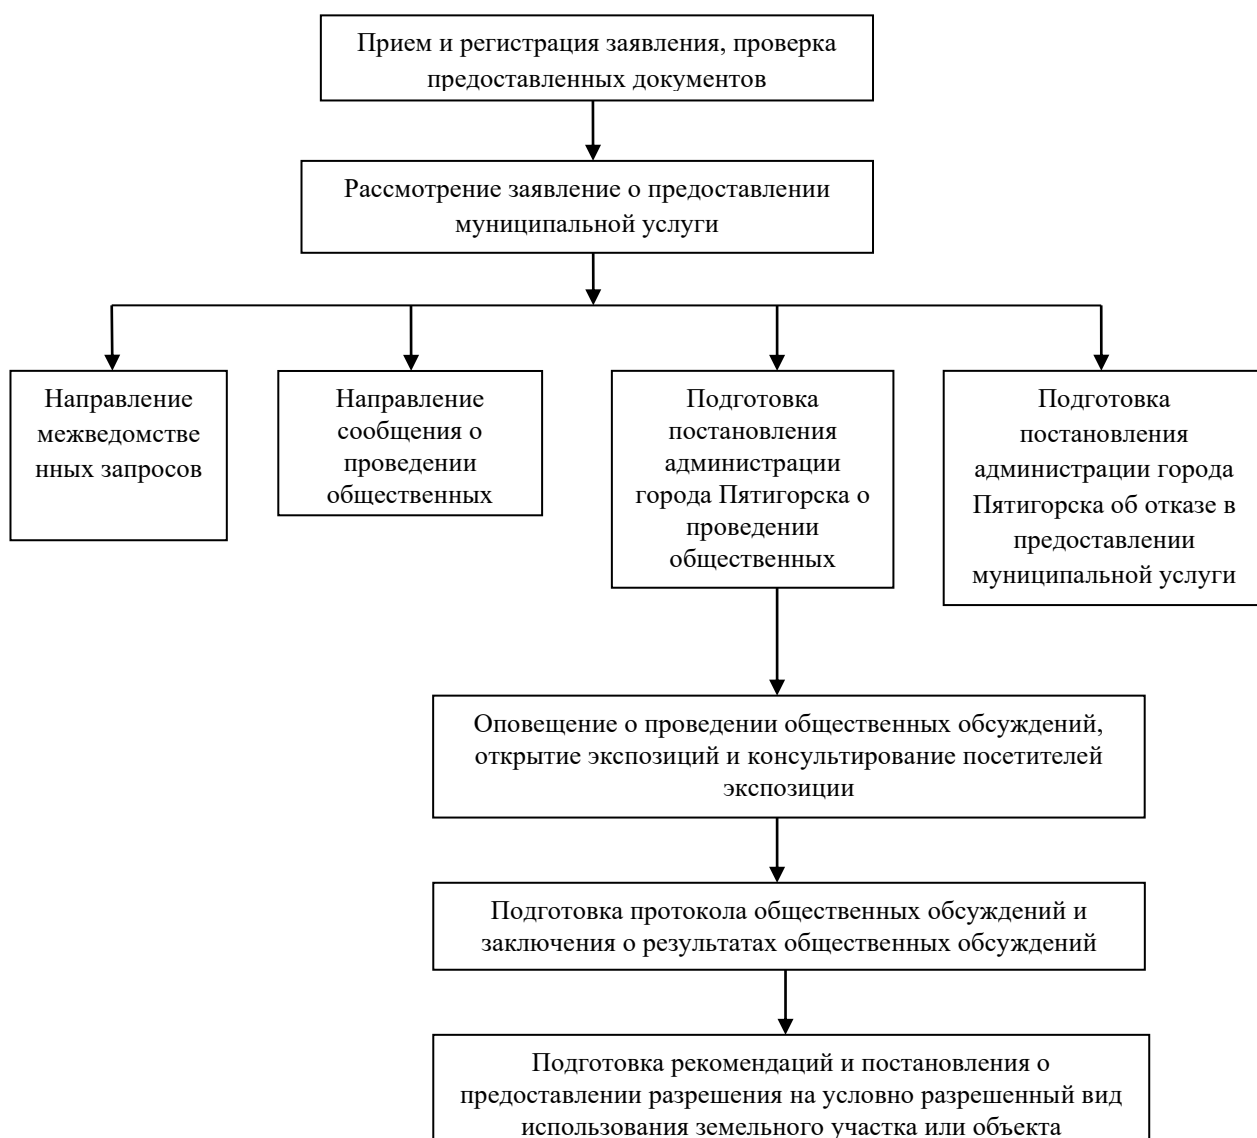 Прием и регистрация заявления, проверка
предоставленных документов
Рассмотрение заявление о предоставлении
муниципальной услуги
Направление
межведомстве
нных запросов
Направление
сообщения о
проведении
общественных
Подготовка
постановления
администрации
города Пятигорска о
проведении
общественных
Подготовка
постановления
администрации города
Пятигорска об отказе в
предоставлении
муниципальной услуги
Оповещение о проведении общественных обсуждений,
открытие экспозиций и консультирование посетителей
экспозиции
Подготовка протокола общественных обсуждений и
заключения о результатах общественных обсуждений
Подготовка рекомендаций и постановления о
предоставлении разрешения на условно разрешенный вид
использования земельного участка или объекта